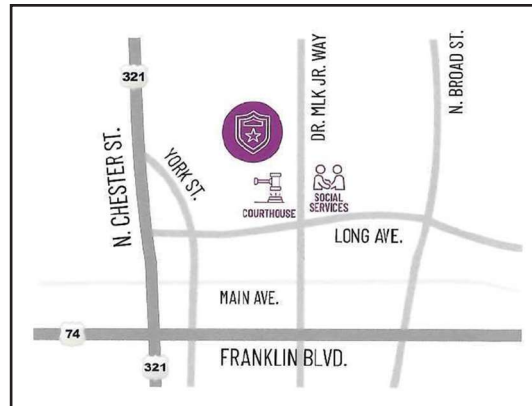 321
N. CHESTER ST.
YORK ST.
DR. MLK JR. WAY
N. BROAD ST.
COURTHOUSE
SOCIAL
SERVICES
LONG AVE.
MAIN AVE.
74
FRANKLIN BLVD.
321